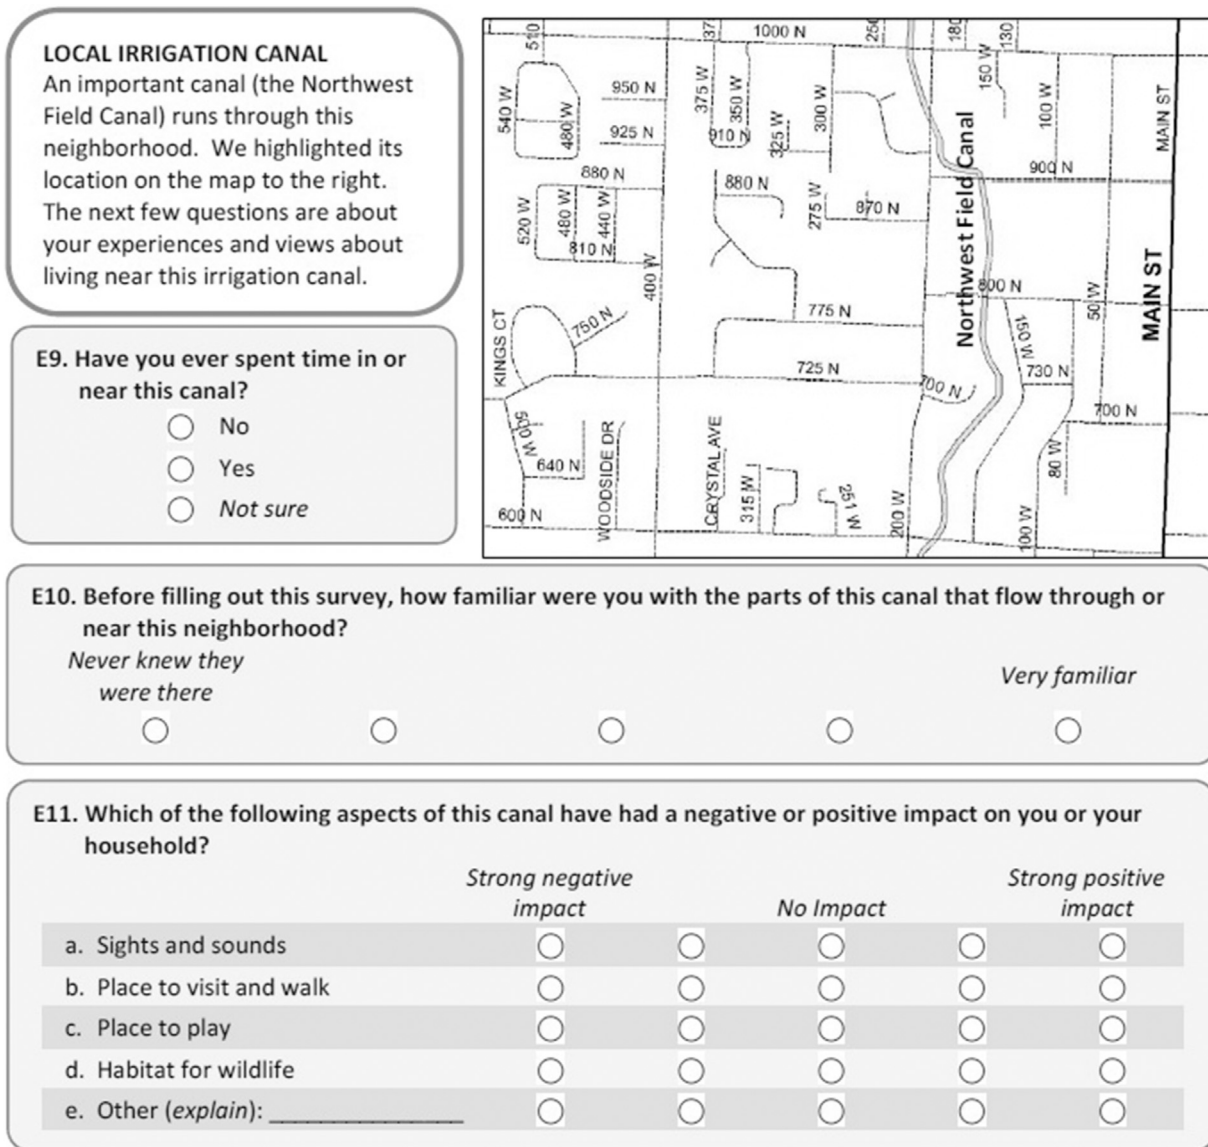 LOCAL IRRIGATION CANAL
An important canal (the Northwest
Field Canal) runs through this
neighborhood.  We highlighted its
location on the map to the right.
The next few questions are about
your experiences and views about
living near this irrigation canal.
E9. Have you ever spent time in or
near this canal?
No
Yes
Not sure
510
37
1000 N
250
180
130
540 W
480 W
950 N
925 N
375 W
350 W
910 N
325 W
300 W
150 W
100 W
MAIN ST
900 N
880 N
880 N
520 W
480 W
440 W
810 N
400 W
275 W
870 N
Northwest Field Canal
800 N
50 W
MAIN ST
KINGS CT
750 N
775 N
725 N
700 N
150 W
730 N
700 N
500 W
640 N
600 N
WOODSIDE DR
CRYSTAL AVE
315 W
251 W
200 W
100 W
80 W
E10. Before filling out this survey, how familiar were you with the parts of this canal that flow through or
near this neighborhood?
Never knew they
were there
Very familiar
E11. Which of the following aspects of this canal have had a negative or positive impact on you or your
household?
Strong negative
impact
No Impact
Strong positive
impact
a. Sights and sounds
b. Place to visit and walk
c. Place to play
d. Habitat for wildlife
e. Other (explain): _______________